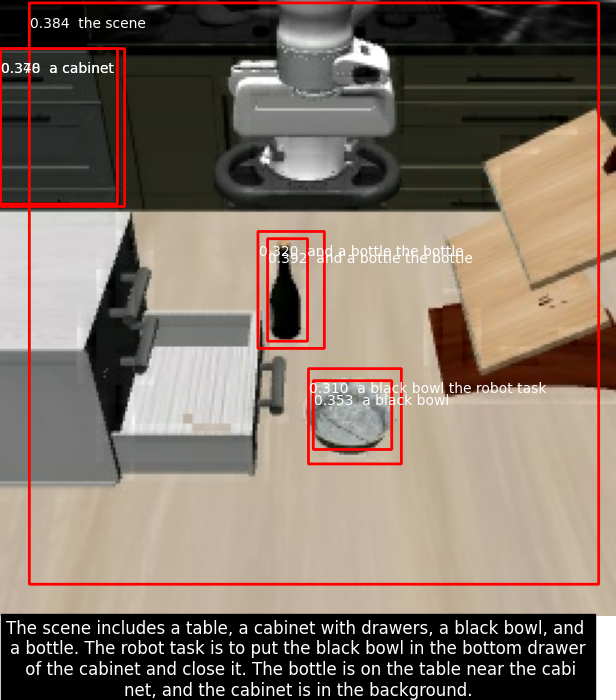 0.384 the scene
a cabinet
0.320 and a bottle the bottle
0.392 and a bottle the bottle
0.310 a black bowl the robot task
0.353 a black bowl
The scene includes a table, a cabinet with drawers, a black bowl, and
a bottle. The robot task is to put the black bowl in the bottom drawer
of the cabinet and close it. The bottle is on the table near the cabi
net, and the cabinet is in the background.